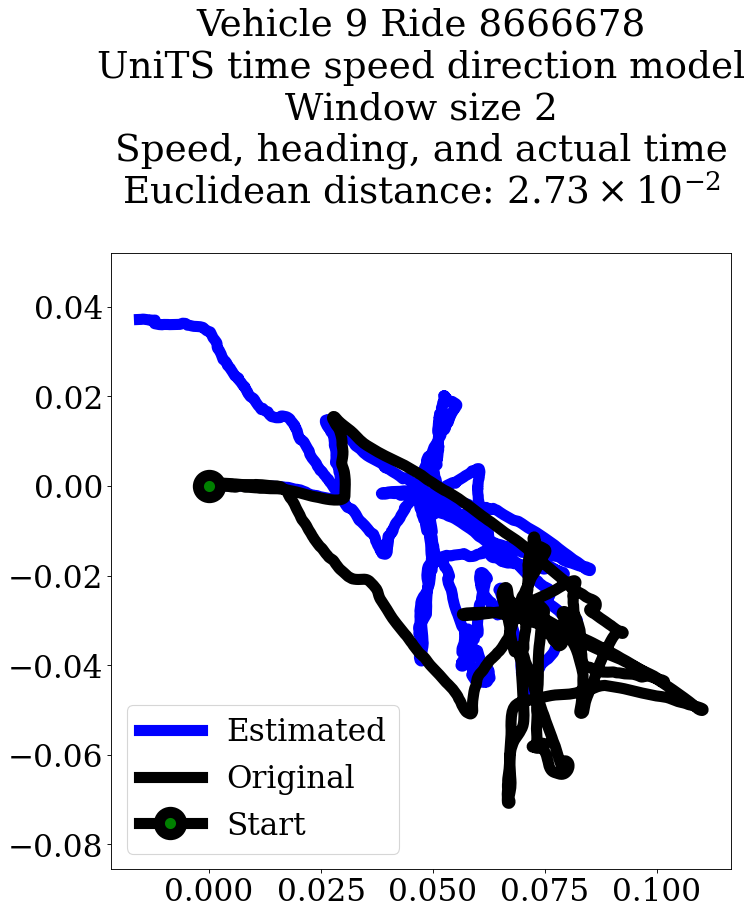 Vehicle 9 Ride 8666678
UniTS time speed direction model
Window size 2
Speed, heading, and actual time
Euclidean distance: 2.73 × 10⁻²
0.04
0.02
0.00
−0.02
−0.04
−0.06
−0.08
Estimated
Original
Start
0.000 0.025 0.050 0.075 0.100